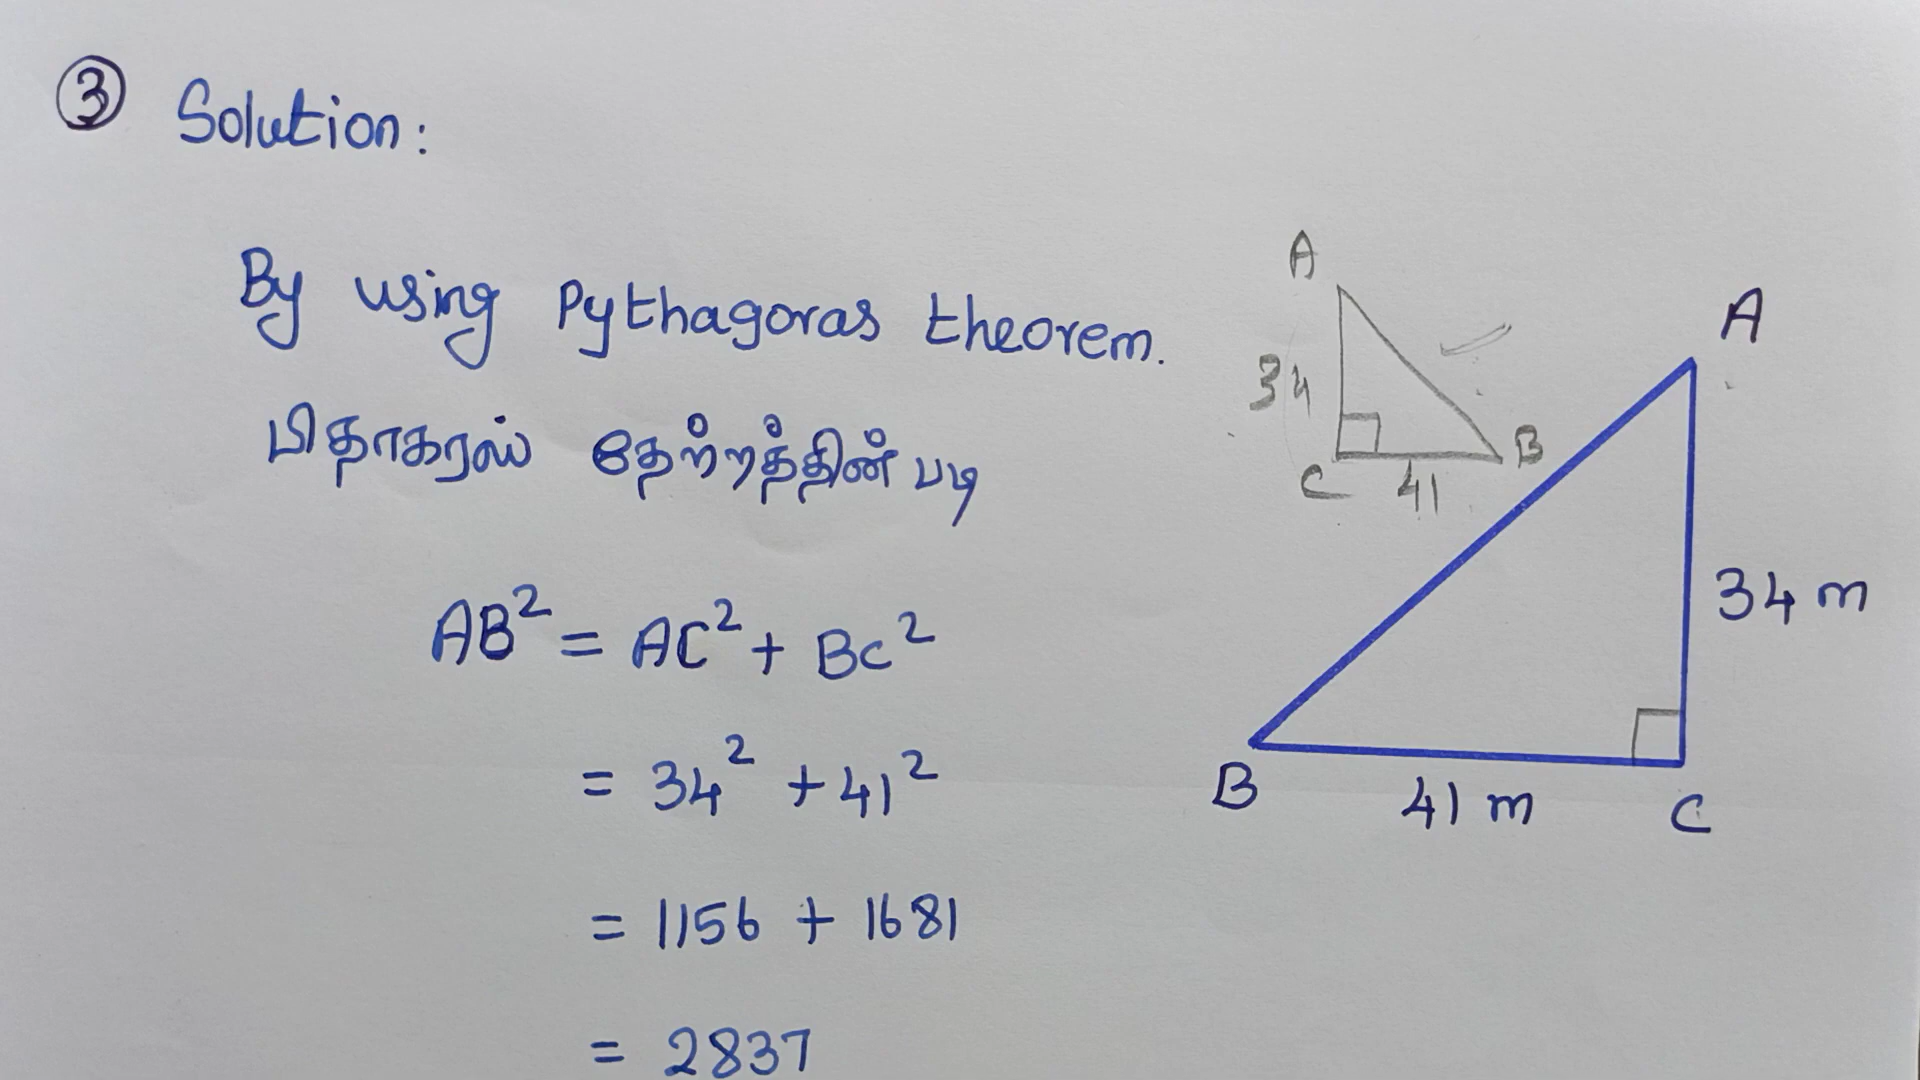 3 Solution:
By using Pythagoras theorem.
பிதாகரஸ் தேற்றத்தின் படி
AB² = AC² + BC²
= 34² + 41²
= 1156 + 1681
= 2837
A
34
C 41 B
A
34 m
B 41 m C